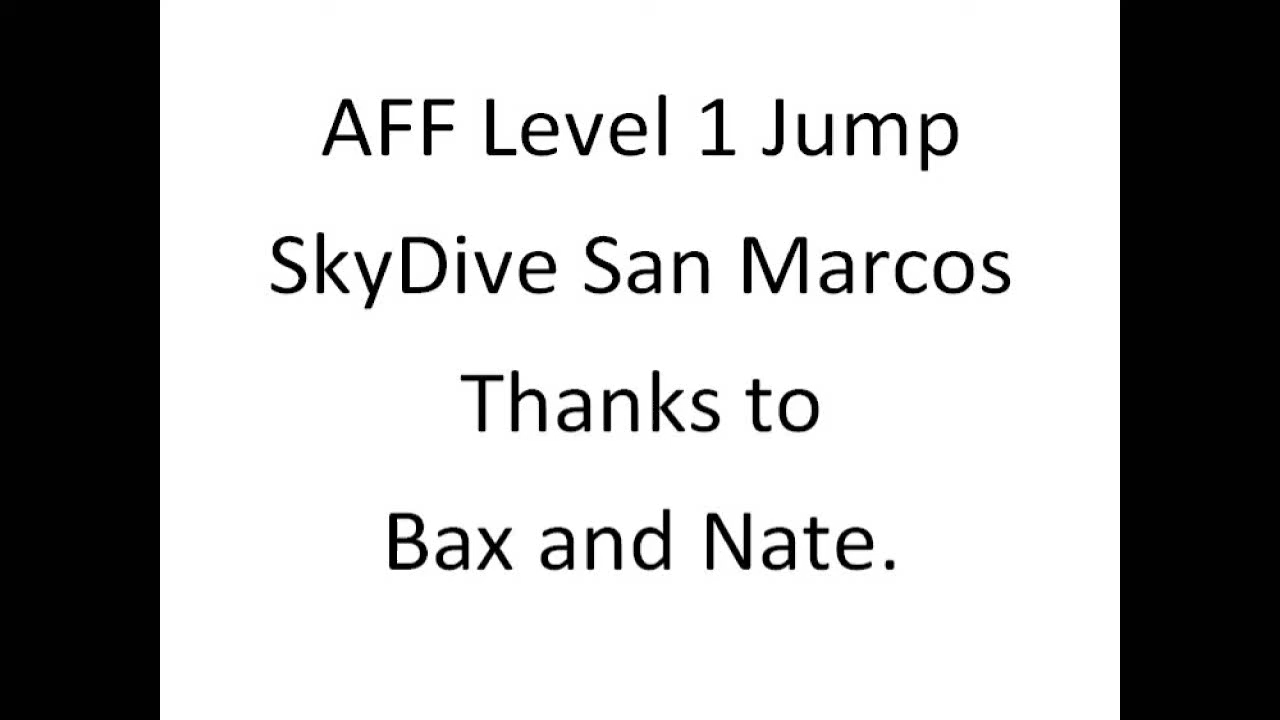 AFF Level 1 Jump
SkyDive San Marcos
Thanks to
Bax and Nate.